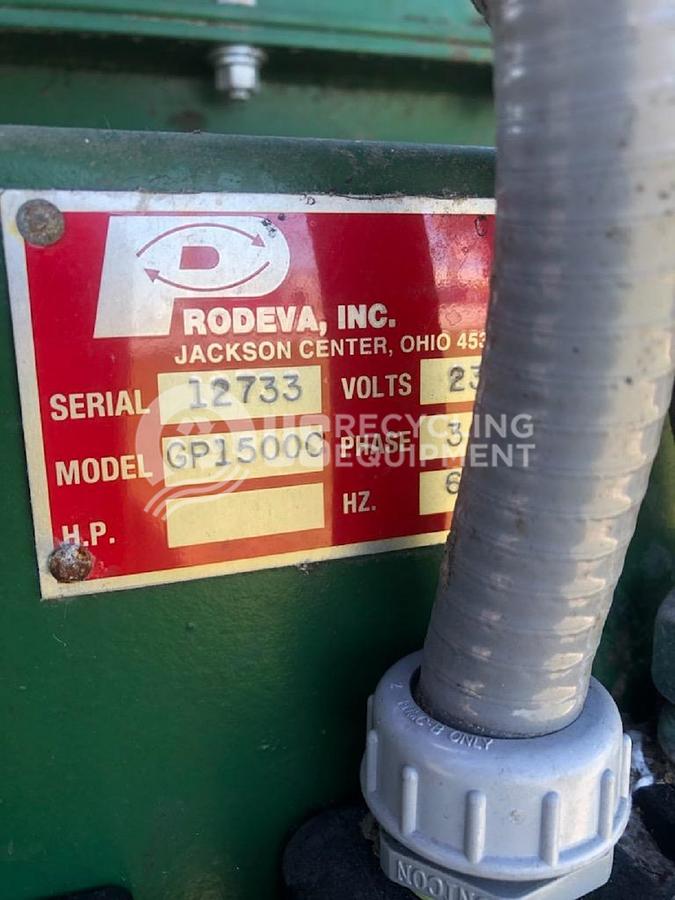 PRODEVA, INC.
JACKSON CENTER, OHIO 453
SERIAL 12733 VOLTS 23
MODEL GP1500C PHASE 3
H.P. HZ. 6
RECYCLING
EQUIPMENT
ONLY